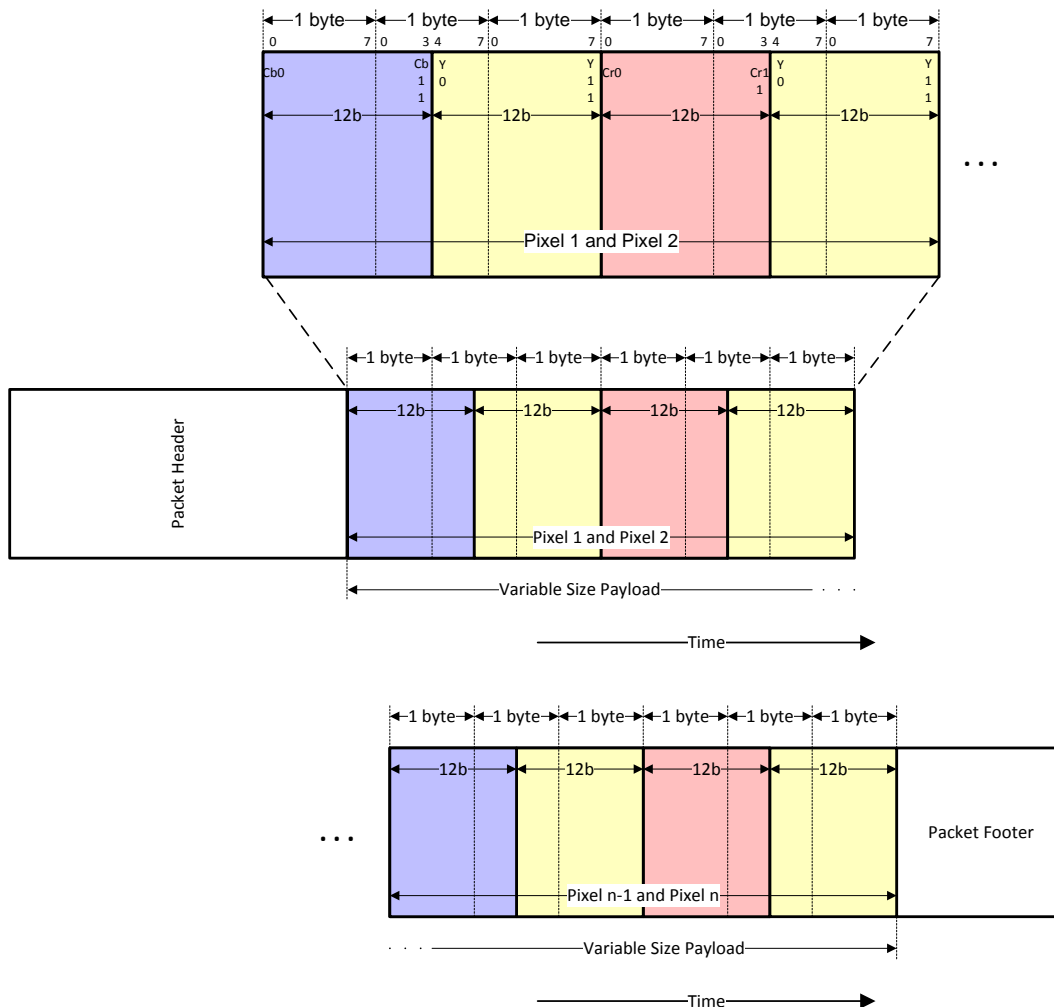 1 byte 1 byte 1 byte 1 byte 1 byte 1 byte
0 7 0 3 4 7 0 7 0 7 0 3 4 7 0 7
Cb0 Cb Y Y Cr0 Cr1 Y Y
1 0 1 1 0 1
1 1 1
12b 12b 12b 12b
...
Pixel 1 and Pixel 2
1 byte 1 byte 1 byte 1 byte 1 byte 1 byte
12b 12b 12b 12b
Packet Header
Pixel 1 and Pixel 2
Variable Size Payload . . .
Time
1 byte 1 byte 1 byte 1 byte 1 byte 1 byte
12b 12b 12b 12b
... Packet Footer
Pixel n-1 and Pixel n
. . . Variable Size Payload
Time